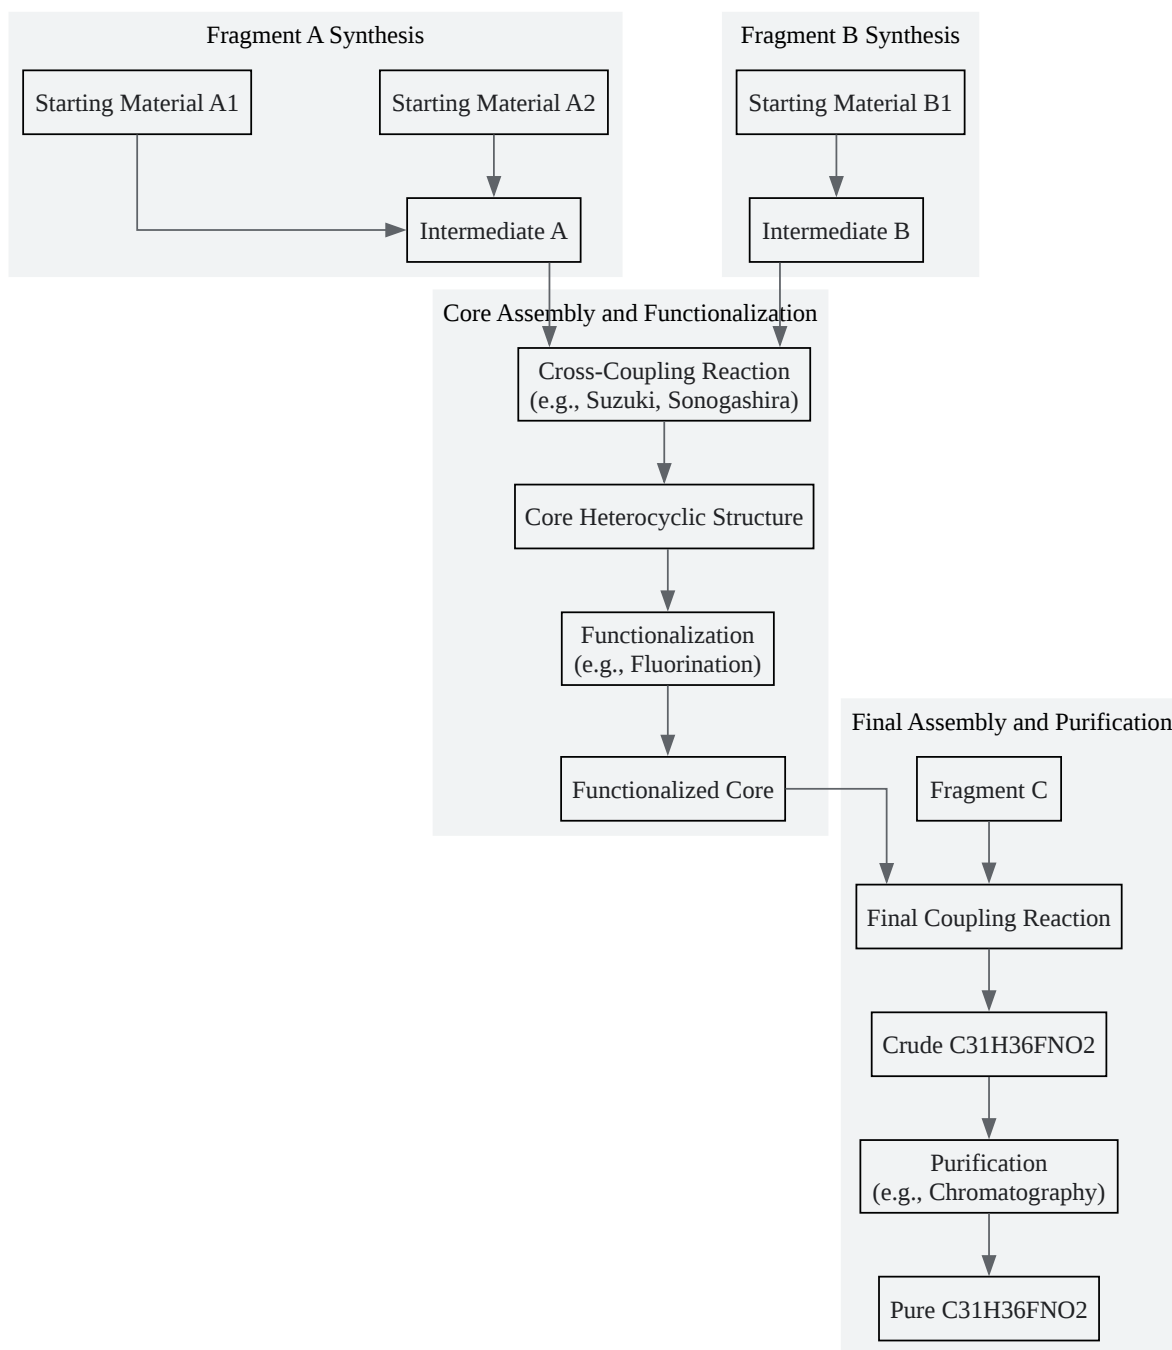 Fragment A Synthesis
Fragment B Synthesis
Starting Material A1
Starting Material A2
Starting Material B1
Intermediate A
Intermediate B
Core Assembly and Functionalization
Cross-Coupling Reaction
(e.g., Suzuki, Sonogashira)
Core Heterocyclic Structure
Functionalization
(e.g., Fluorination)
Final Assembly and Purification
Functionalized Core
Fragment C
Final Coupling Reaction
Crude C31H36FNO2
Purification
(e.g., Chromatography)
Pure C31H36FNO2